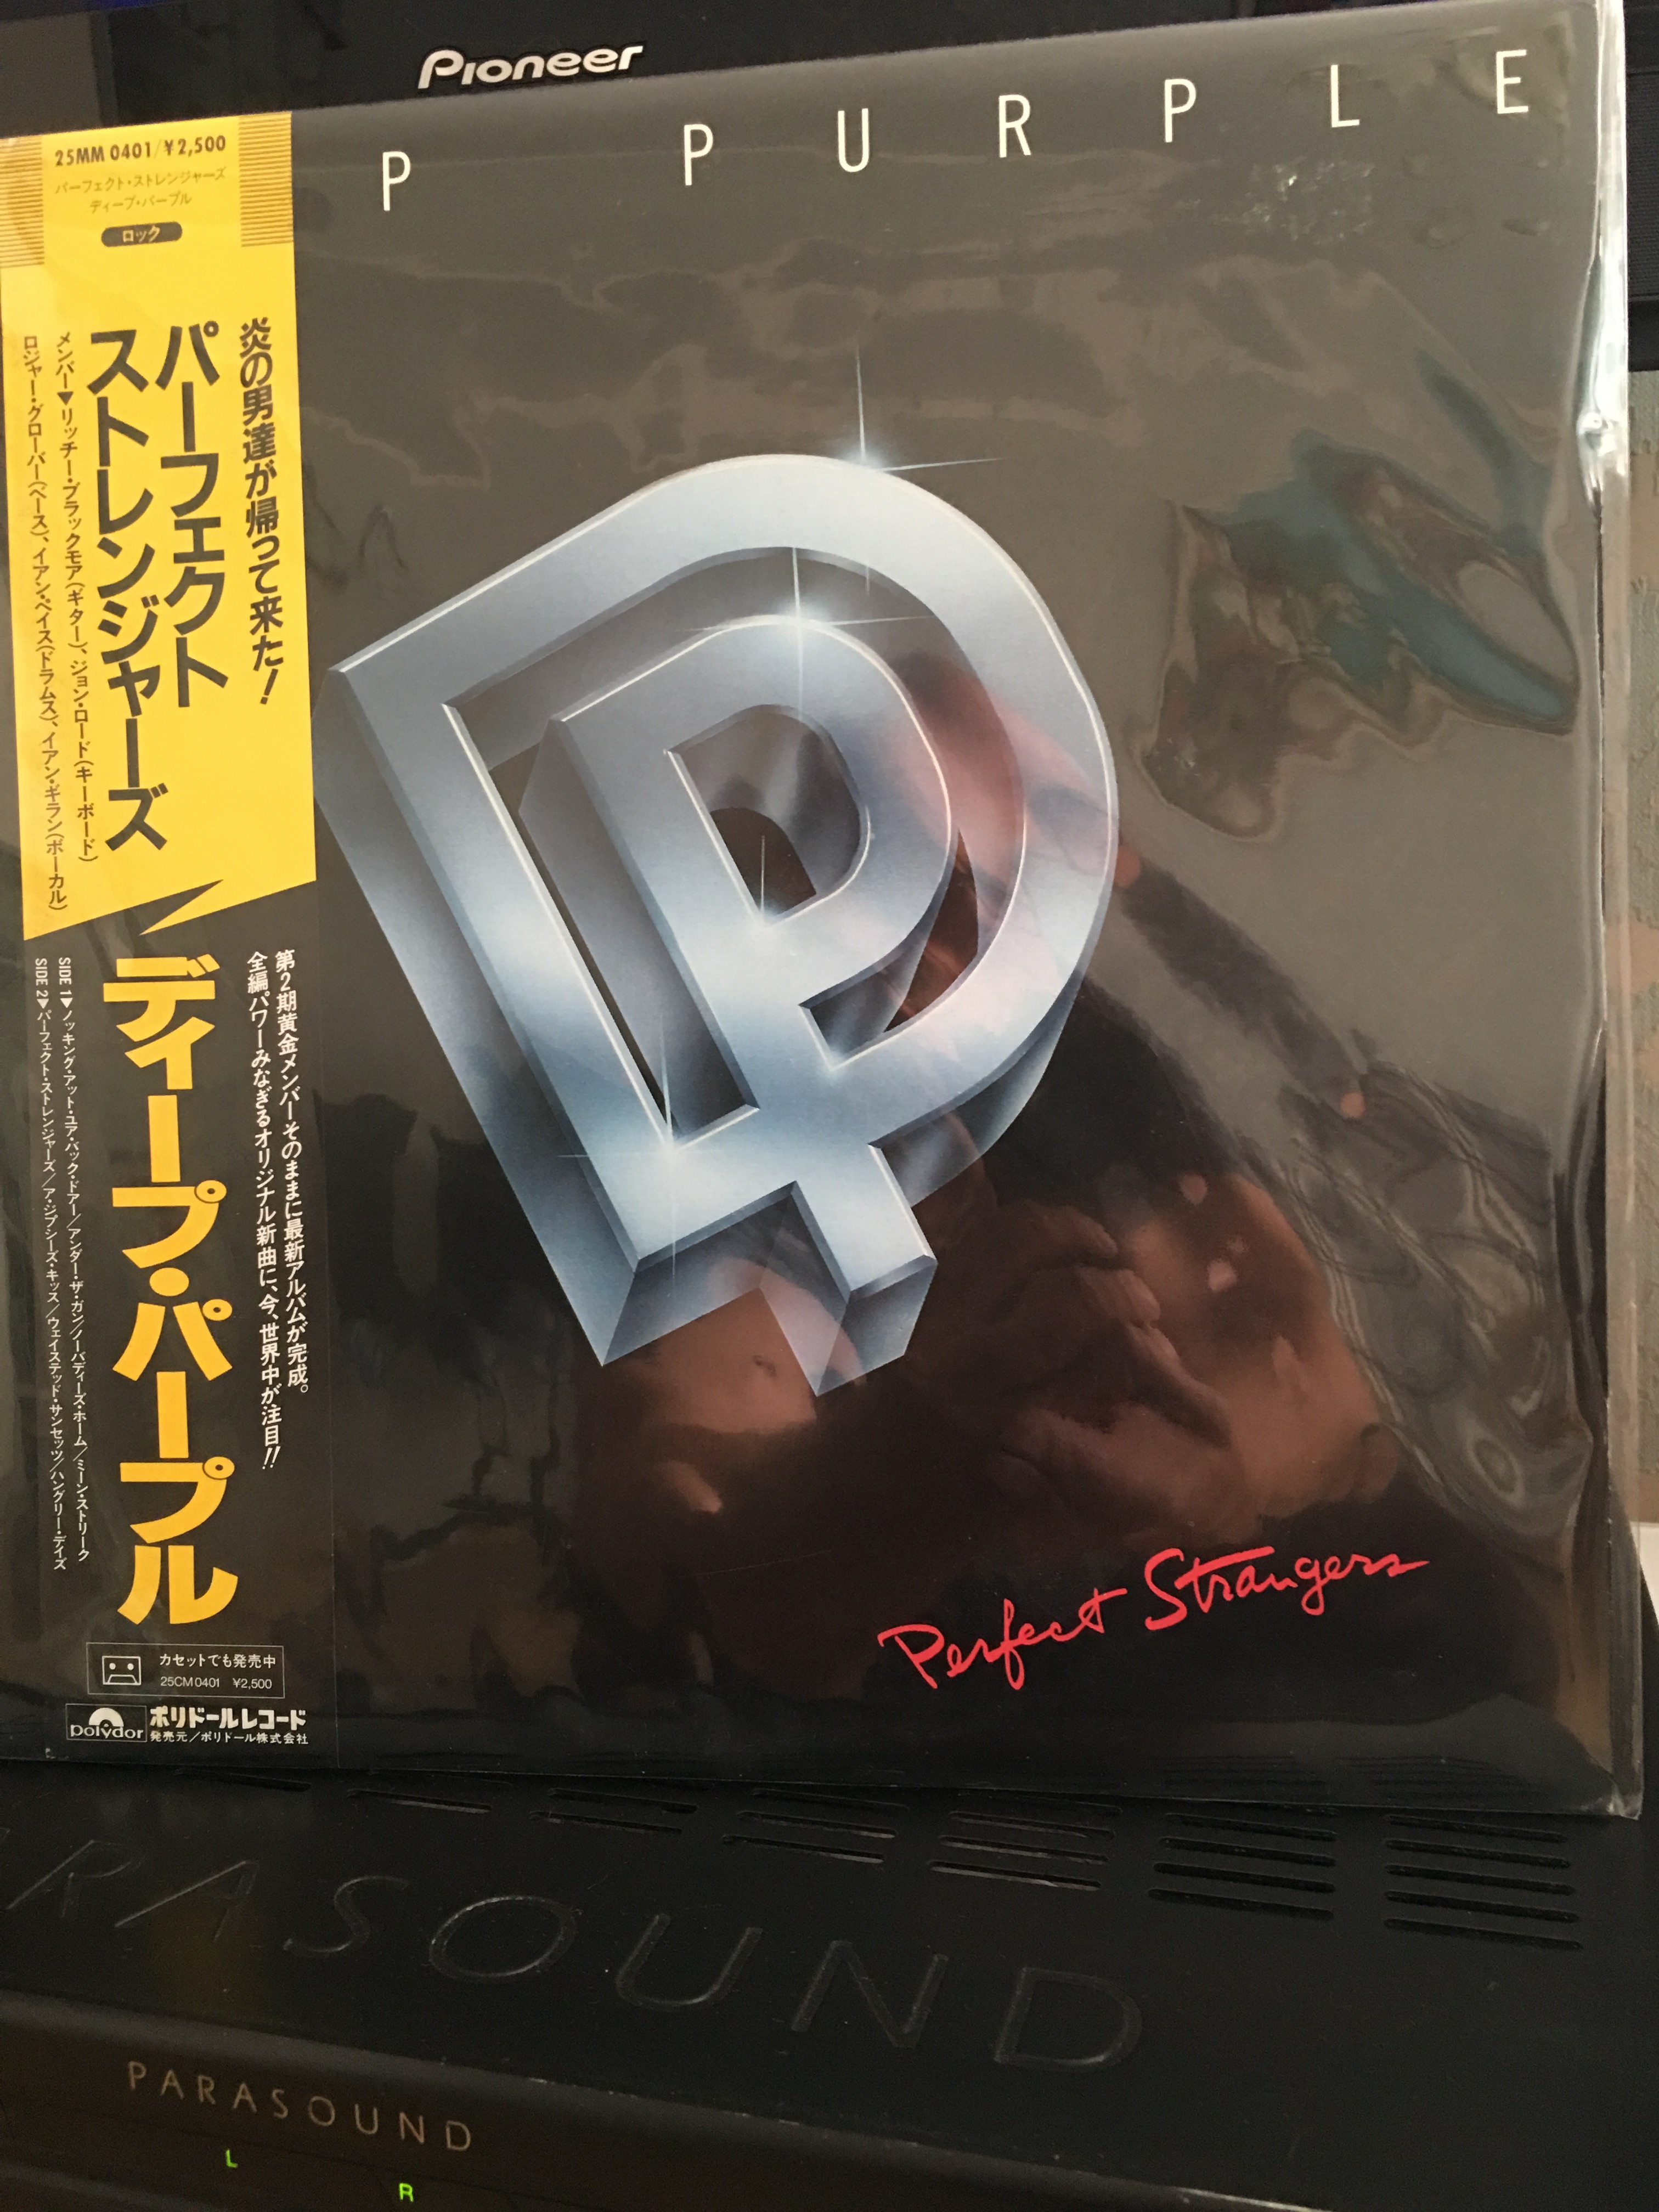 Pioneer
P PURPLE
25MM 0401/¥2,500
パーフェクト・ストレンジャーズ
ディープ・パープル
ロック
炎の男達が帰って来た!
パーフェクト
ストレンジャーズ
メンバー▼リッチー・ブラックモア(ギター)、ジョン・ロード(キーボード)
ロジャー・グローバー(ベース)、イアン・ペイス(ドラムス)、イアン・ギラン(ボーカル)
第2期黄金メンバーそのままに最新アルバムが完成。
全編パワーみなぎるオリジナル新曲に、今、世界中が注目!!
ディープ・パープル
SIDE 1▼ノッキング・アット・ユア・バック・ドアー/アンダー・ザ・ガン/ノーバディーズ・ホーム/ミーン・ストリーク
SIDE 2▼パーフェクト・ストレンジャーズ/ア・ジプシーズ・キッス/ウェイステッド・サンセッツ/ハングリー・デイズ
カセットでも発売中
25CM0401 ¥2,500
polydor
ポリドールレコード
発売元/ポリドール株式会社
Perfect Strangers
RASOUND
PARASOUND
L
R